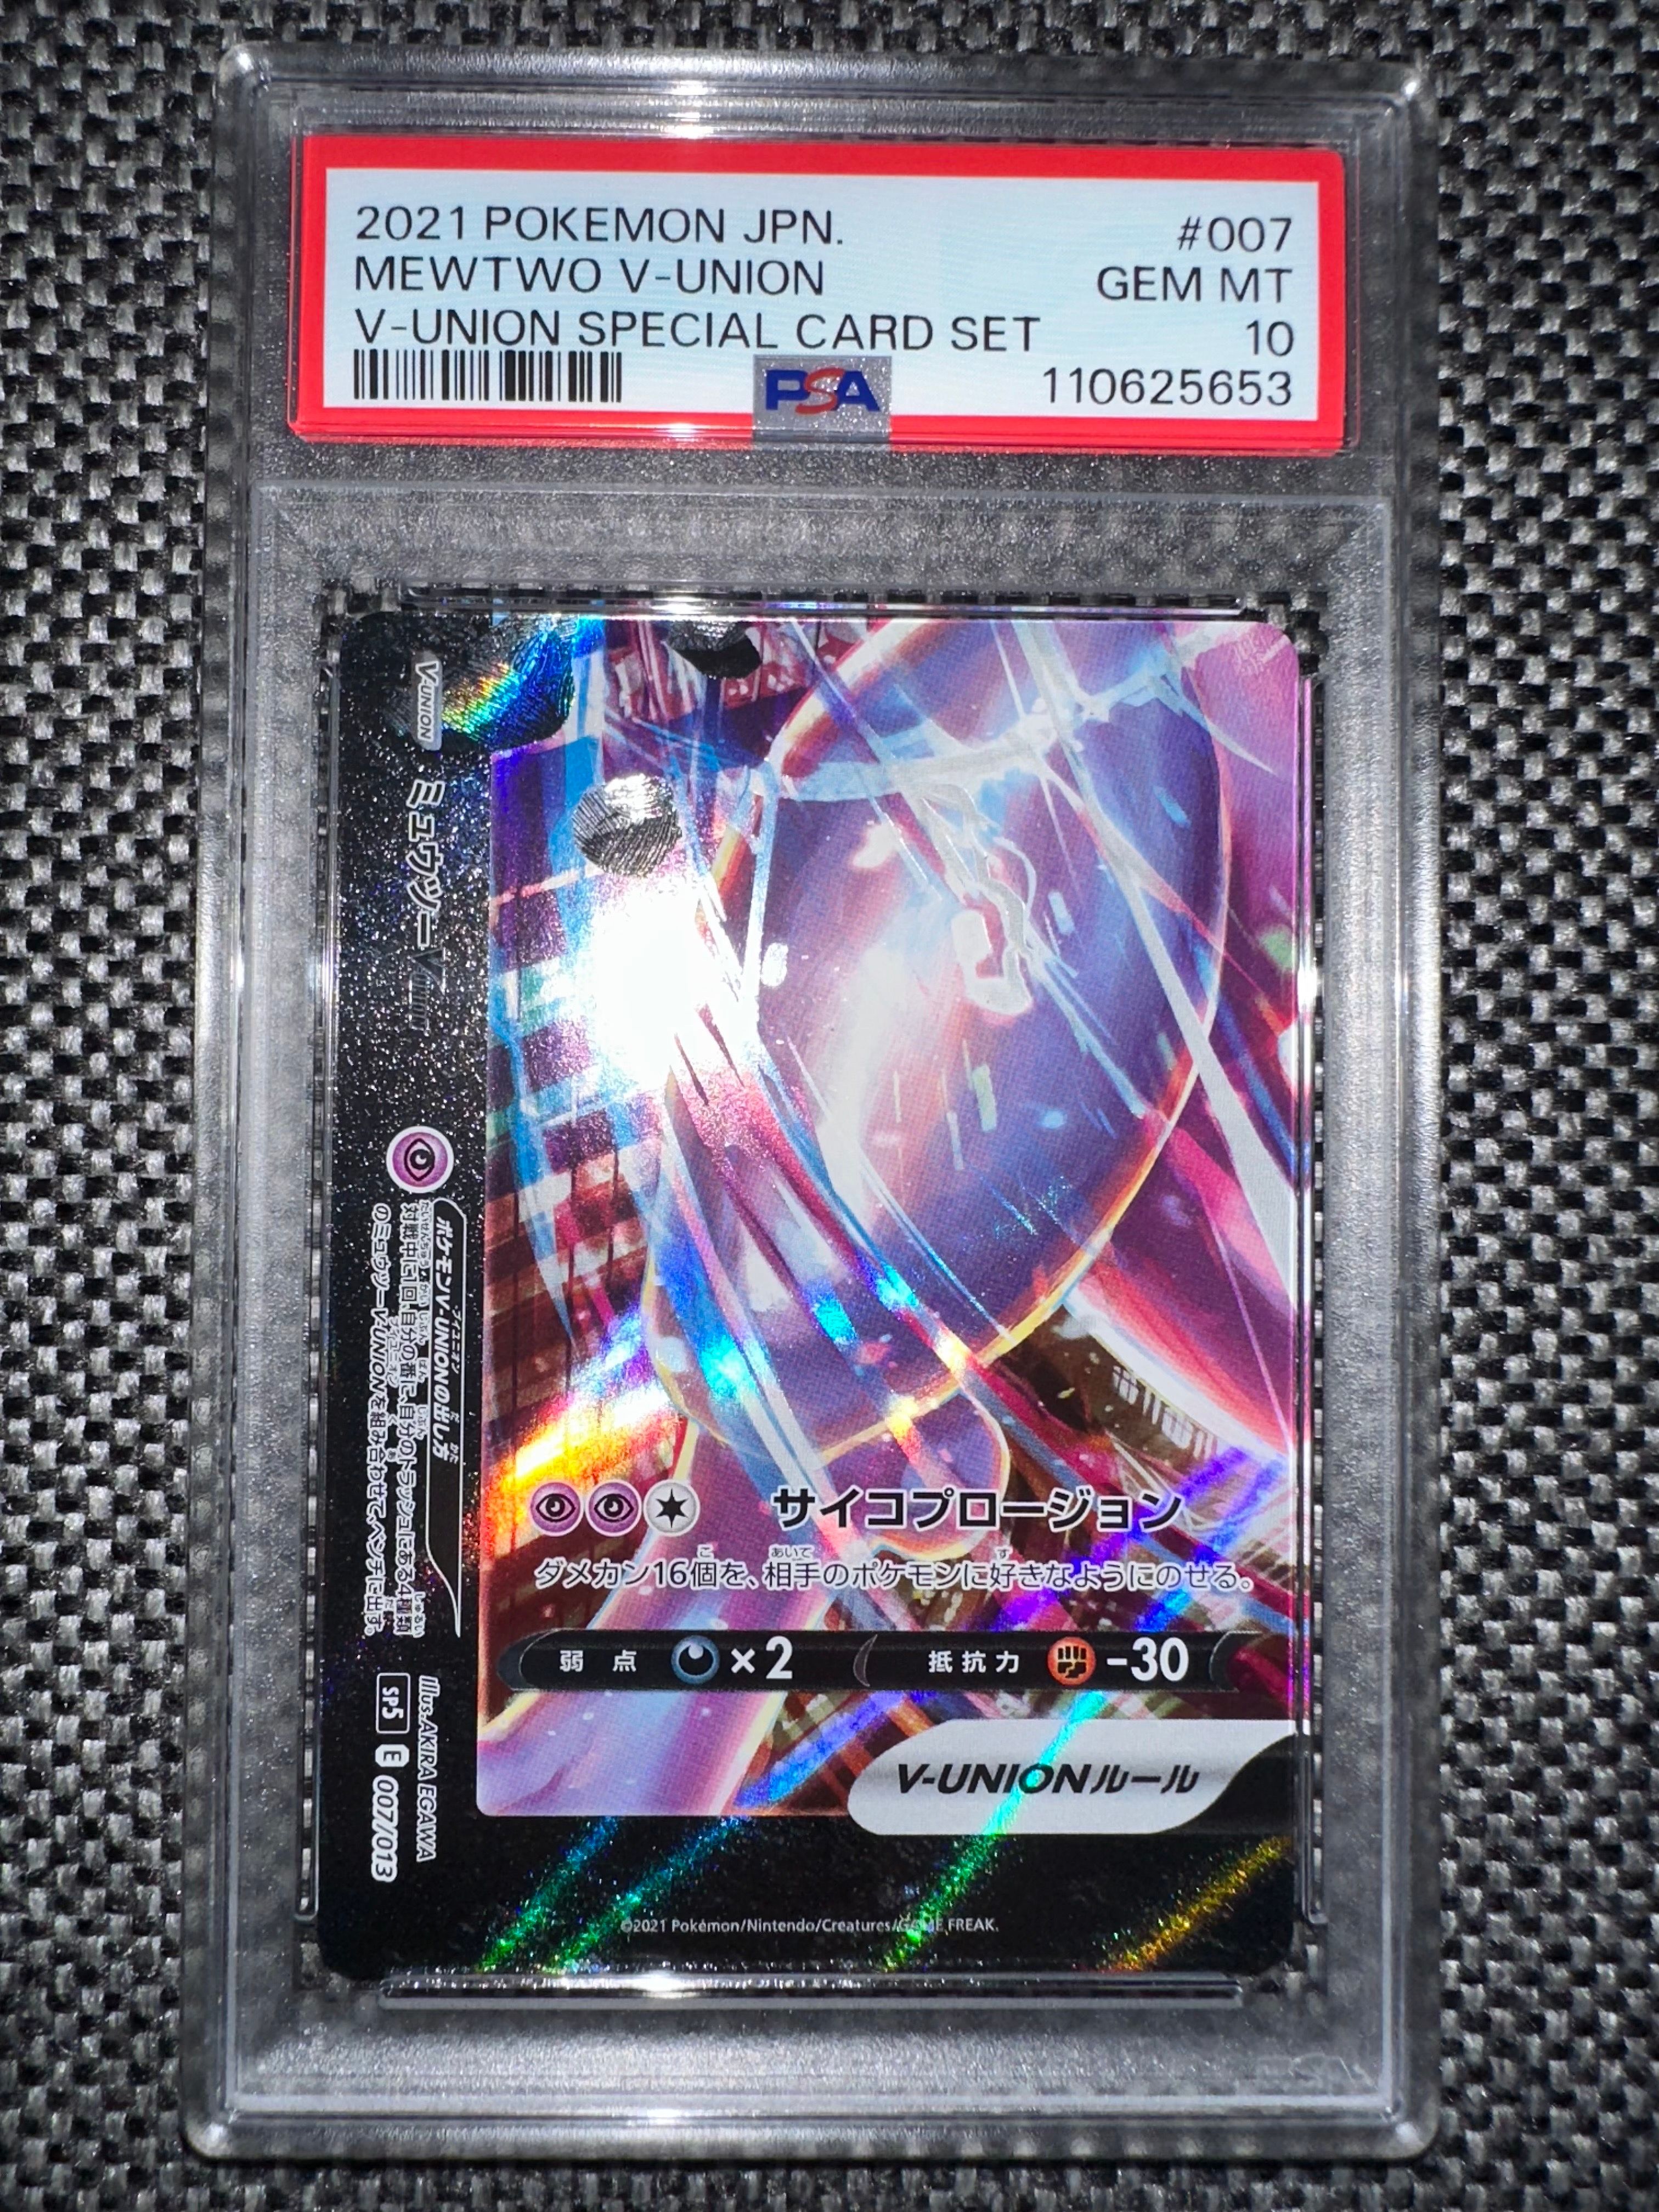 2021 POKEMON JPN. #007
MEWTWO V-UNION GEM MT
V-UNION SPECIAL CARD SET 10
PSA 110625653
V-UNION
ミュウツーV-UNION
ポケモンV-UNIONの出し方
対戦中に1回、自分の番に、自分のトラッシュにある4種類
のミュウツーV-UNIONを組み合わせて、ベンチに出す。
Illus. AKIRA EGAWA
SP5 E 007/013
サイコプロージョン
ダメカン16個を、相手のポケモンに好きなようにのせる。
弱点 ×2 抵抗力 -30
V-UNIONルール
©2021 Pokémon/Nintendo/Creatures/GAME FREAK.